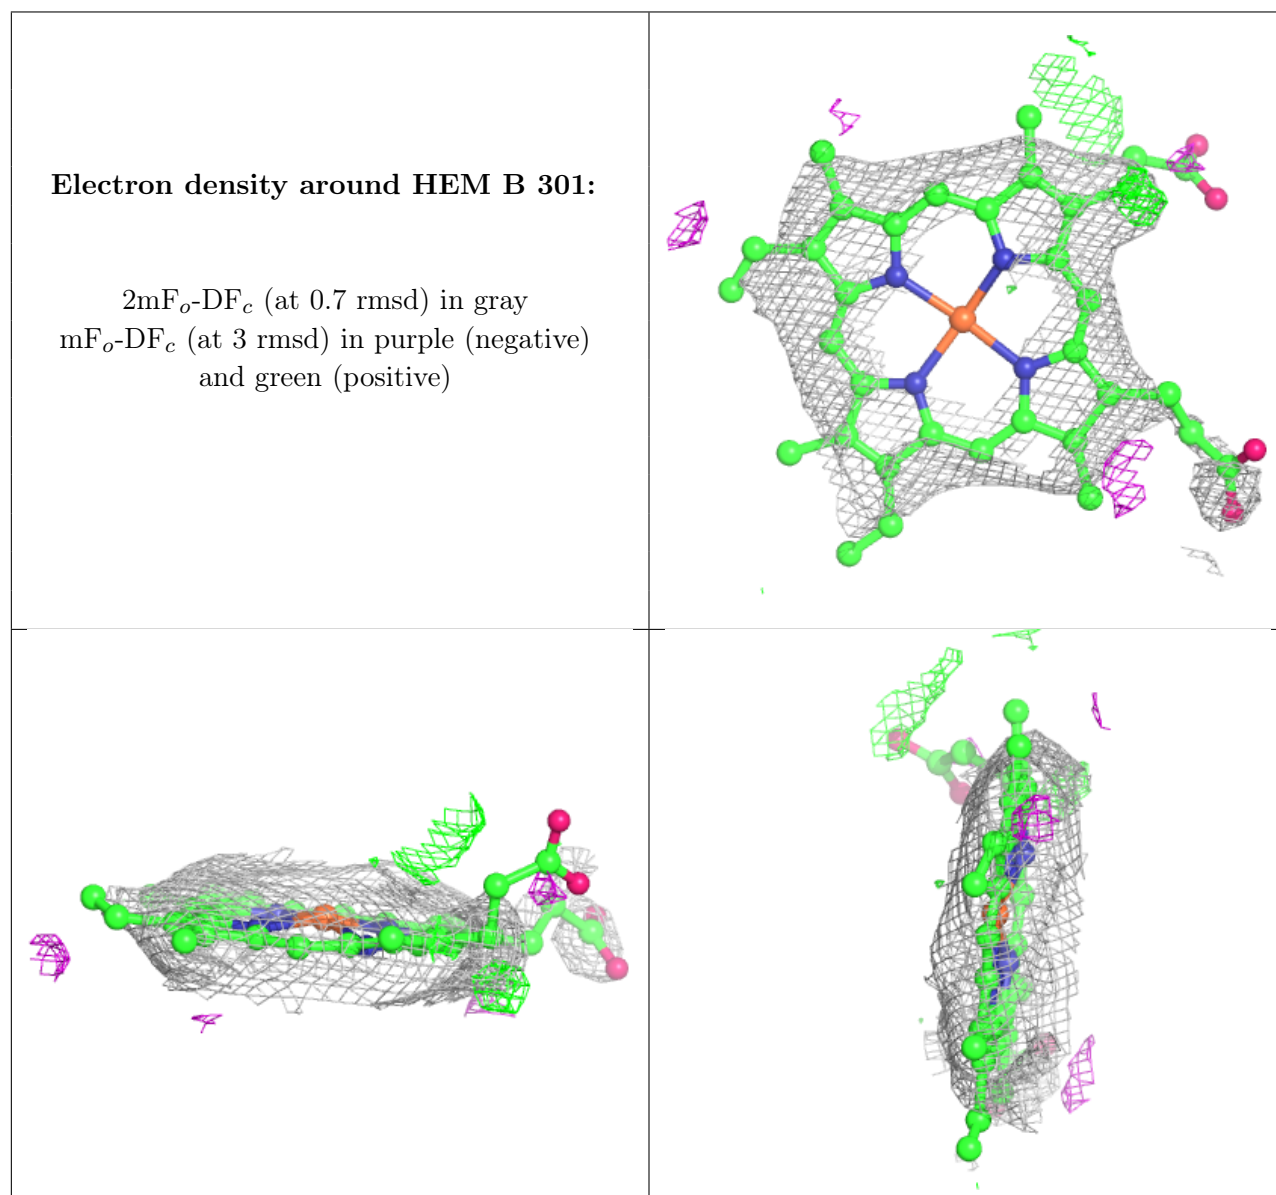 Electron density around HEM B 301:
2mFo-DFc (at 0.7 rmsd) in gray
mFo-DFc (at 3 rmsd) in purple (negative)
and green (positive)